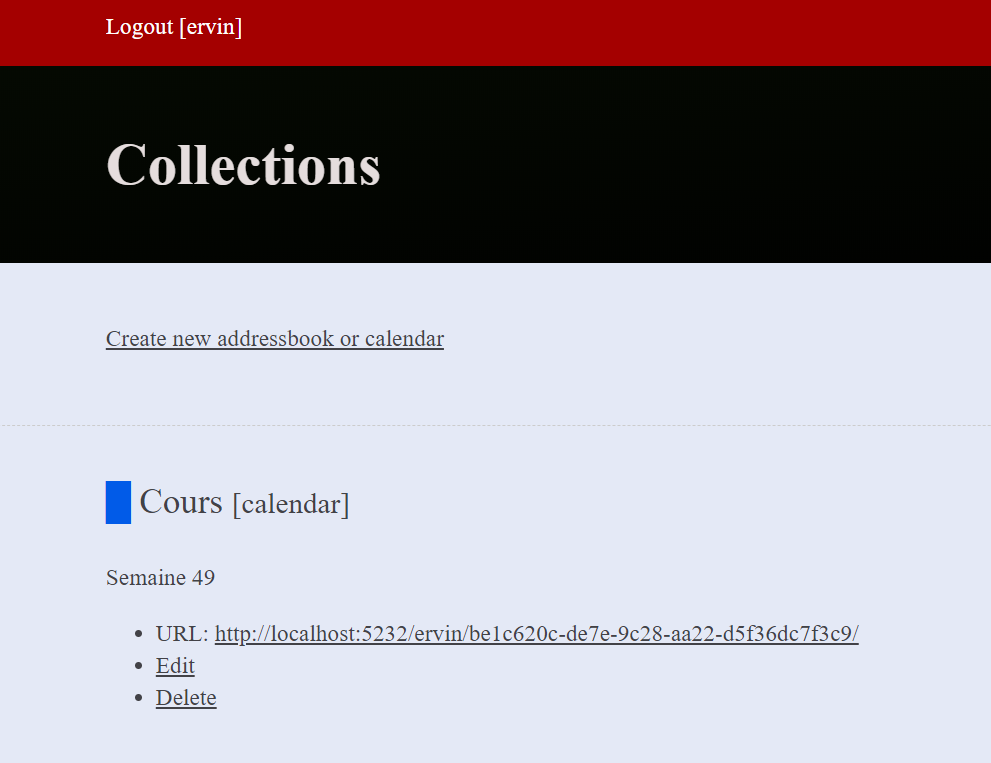 Logout [ervin]
Collections
Create new addressbook or calendar
Cours [calendar]
Semaine 49
URL: http://localhost:5232/ervin/be1c620c-de7e-9c28-aa22-d5f36dc7f3c9/
Edit
Delete